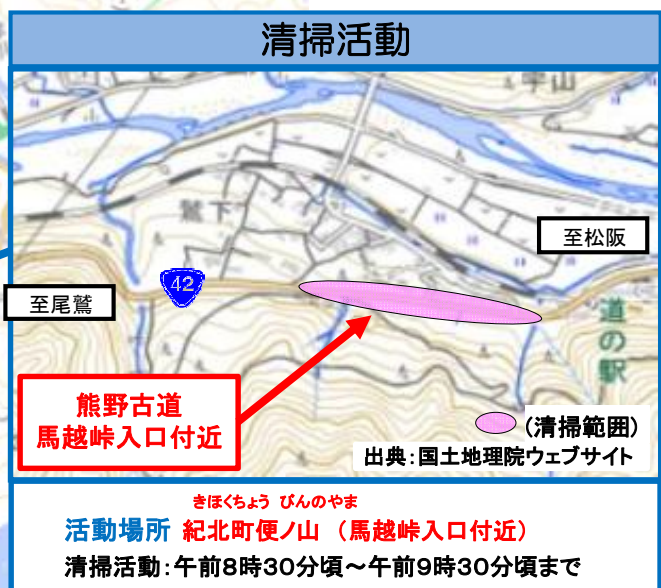 清掃活動
宇山
鷲下
至松阪
42
至尾鷲
道の駅
熊野古道
馬越峠入口付近
(清掃範囲)
出典:国土地理院ウェブサイト
きほくちょう びんのやま
活動場所 紀北町便ノ山 (馬越峠入口付近)
清掃活動:午前8時30分頃~午前9時30分頃まで